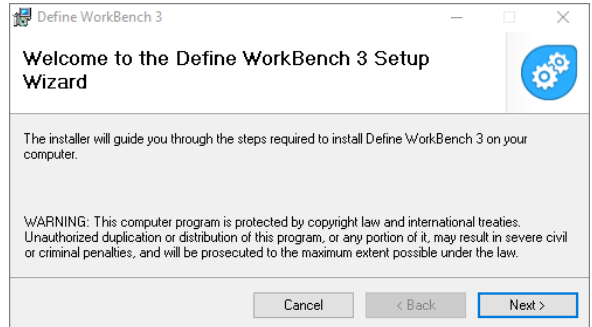 Define WorkBench 3
Welcome to the Define WorkBench 3 Setup
Wizard
The installer will guide you through the steps required to install Define WorkBench 3 on your
computer.
WARNING: This computer program is protected by copyright law and international treaties.
Unauthorized duplication or distribution of this program, or any portion of it, may result in severe civil
or criminal penalties, and will be prosecuted to the maximum extent possible under the law.
Cancel < Back Next >